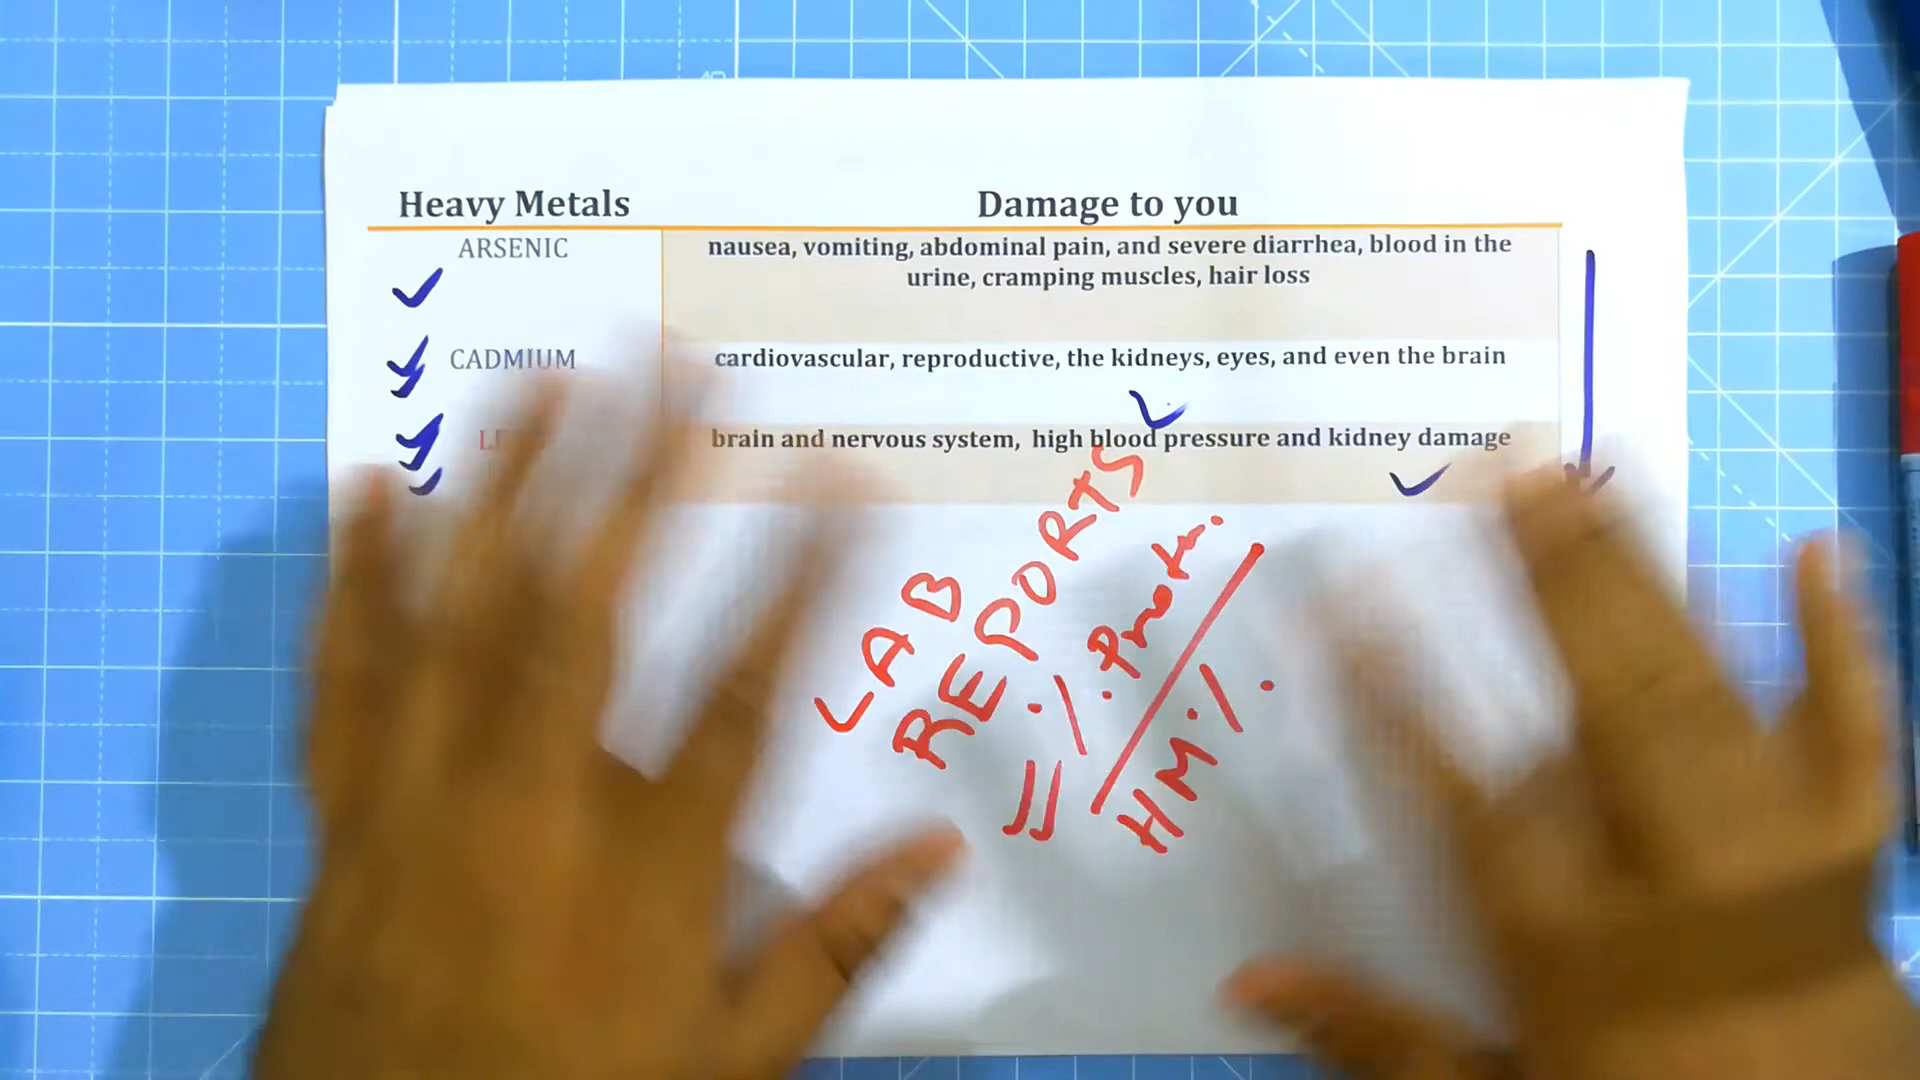 Heavy Metals Damage to you
ARSENIC nausea, vomiting, abdominal pain, and severe diarrhea, blood in the
urine, cramping muscles, hair loss
CADMIUM cardiovascular, reproductive, the kidneys, eyes, and even the brain
brain and nervous system, high blood pressure and kidney damage
LAB
REPORTS
HM %.